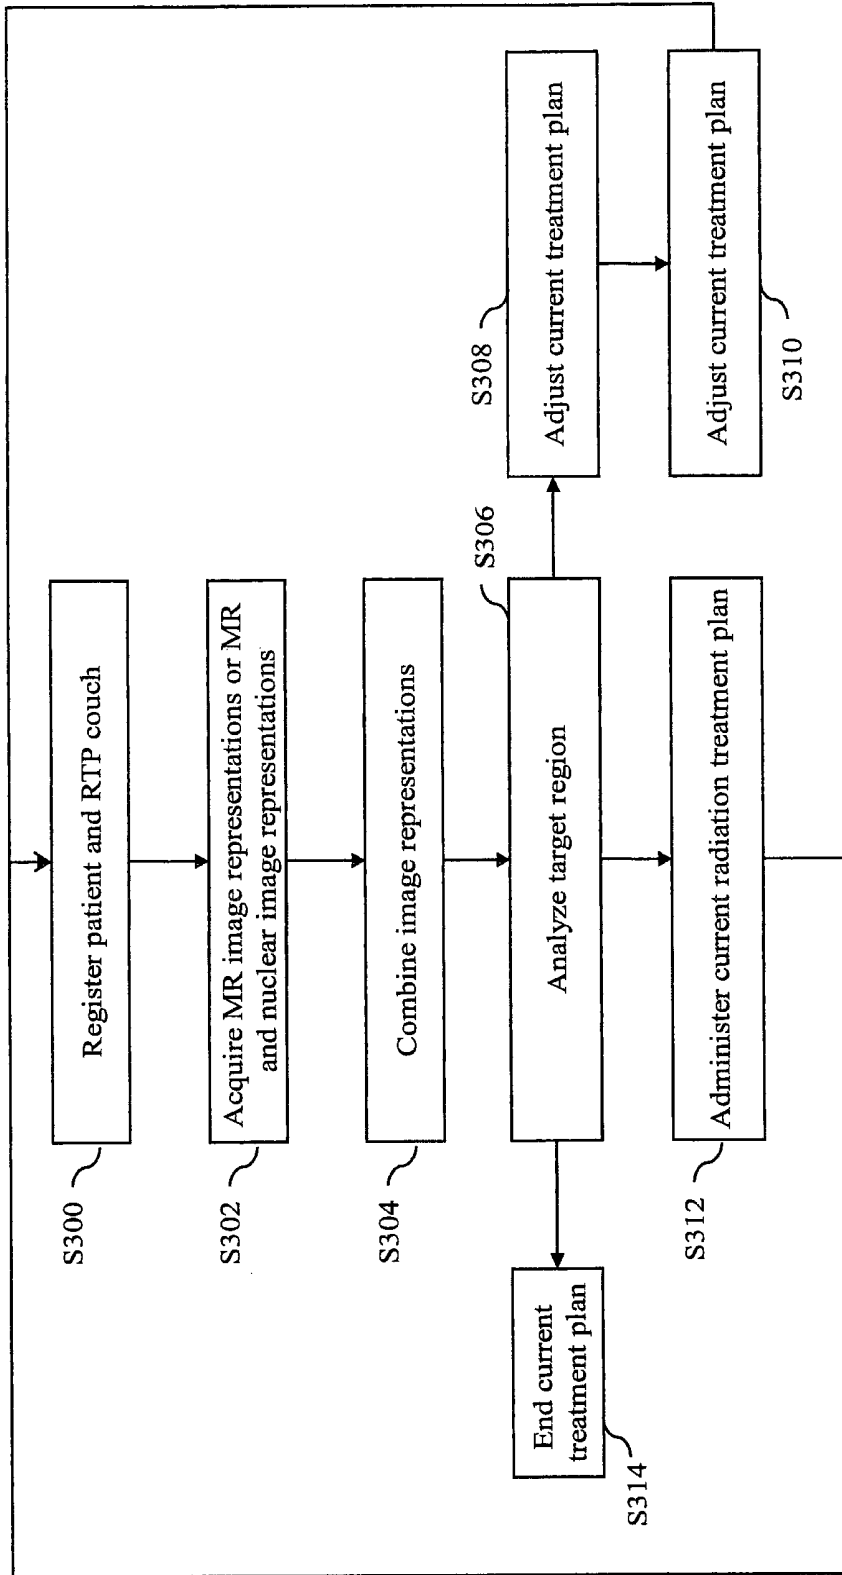 S300
Register patient and RTP couch
S302
Acquire MR image representations or MR
and nuclear image representations
S304
Combine image representations
S306
Analyze target region
S308
Adjust current treatment plan
S310
Adjust current treatment plan
S312
Administer current radiation treatment plan
S314
End current
treatment plan